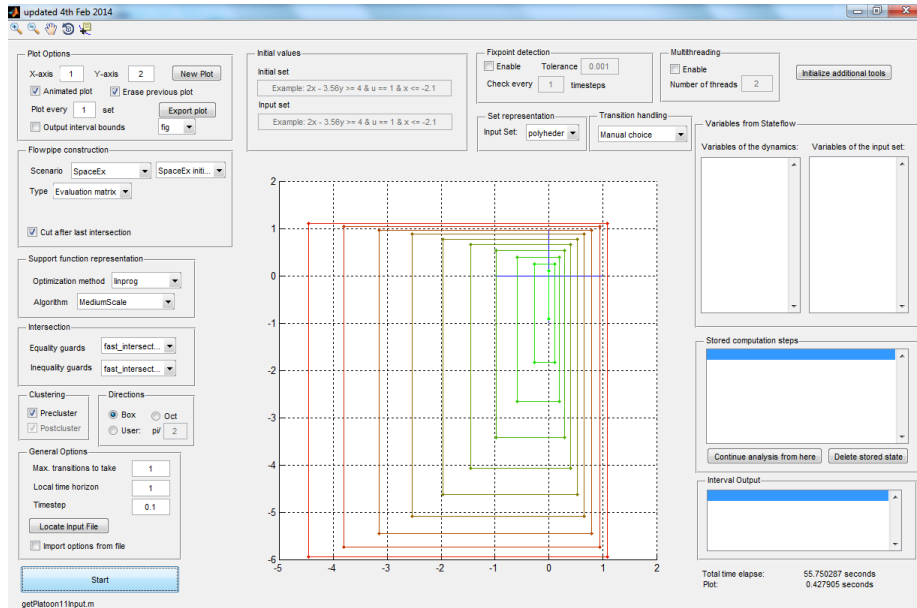 updated 4th Feb 2014
Plot Options
X-axis 1 Y-axis 2 New Plot
Animated plot Erase previous plot
Plot every 1 set Export plot
Output interval bounds fig
Flowpipe construction
Scenario SpaceEx SpaceEx initi...
Type Evaluation matrix
Cut after last intersection
Support function representation
Optimization method linprog
Algorithm MediumScale
Intersection
Equality guards fast_intersect...
Inequality guards fast_intersect...
Clustering
Precluster
Postcluster
Directions
Box Oct
User: pi/ 2
General Options
Max. transitions to take 1
Local time horizon 1
Timestep 0.1
Locate Input File
Import options from file
Start
getPlatoon11Input.m
Initial values
Initial set
Example: 2x - 3.56y >= 4 & u == 1 & x <= -2.1
Input set
Example: 2x - 3.56y >= 4 & u == 1 & x <= -2.1
Fixpoint detection
Enable Tolerance 0.001
Check every 1 timesteps
Multithreading
Enable
Number of threads 2
Initialize additional tools
Set representation
Input Set: polyheder
Transition handling
Manual choice
2
1
0
-1
-2
-3
-4
-5
-6
-5 -4 -3 -2 -1 0 1 2
Variables from Stateflow
Variables of the dynamics: Variables of the input set:
Stored computation steps
Continue analysis from here Delete stored state
Interval Output
Total time elapse: 55.750287 seconds
Plot: 0.427905 seconds